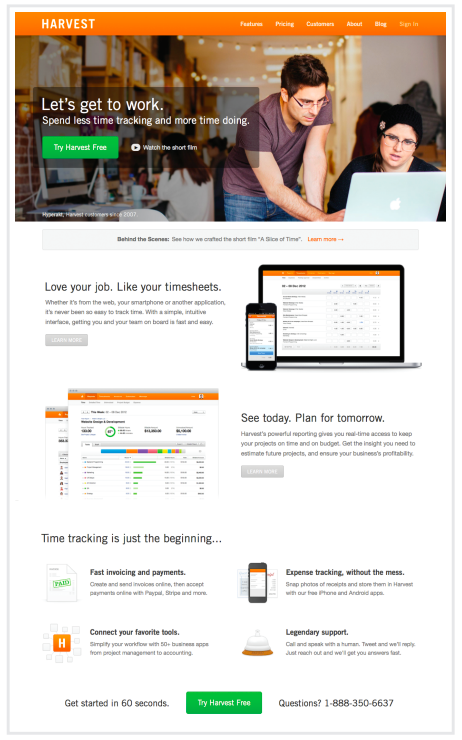 HARVEST
Features Pricing Customers About Blog Sign In
Let's get to work.
Spend less time tracking and more time doing.
Try Harvest Free Watch the short film
Hyperakt, Harvest customers since 2007.
Behind the Scenes: See how we crafted the short film "A Slice of Time". Learn more →
Love your job. Like your timesheets.
Whether it's from the web, your smartphone or another application,
it's never been so easy to track time. With a simple, intuitive
interface, getting you and your team on board is fast and easy.
LEARN MORE
See today. Plan for tomorrow.
Harvest's powerful reporting gives you real-time access to keep
your projects on time and on budget. Get the insight you need to
estimate future projects, and ensure your business's profitability.
LEARN MORE
Time tracking is just the beginning...
PAID
Fast invoicing and payments.
Create and send invoices online, then accept
payments online with Paypal, Stripe and more.
Expense tracking, without the mess.
Snap photos of receipts and store them in Harvest
with our free iPhone and Android apps.
H
Connect your favorite tools.
Simplify your workflow with 50+ business apps
from project management to accounting.
Legendary support.
Call and speak with a human, Tweet and we'll reply.
Just reach out and we'll get you answers fast.
Get started in 60 seconds. Try Harvest Free Questions? 1-888-350-6637